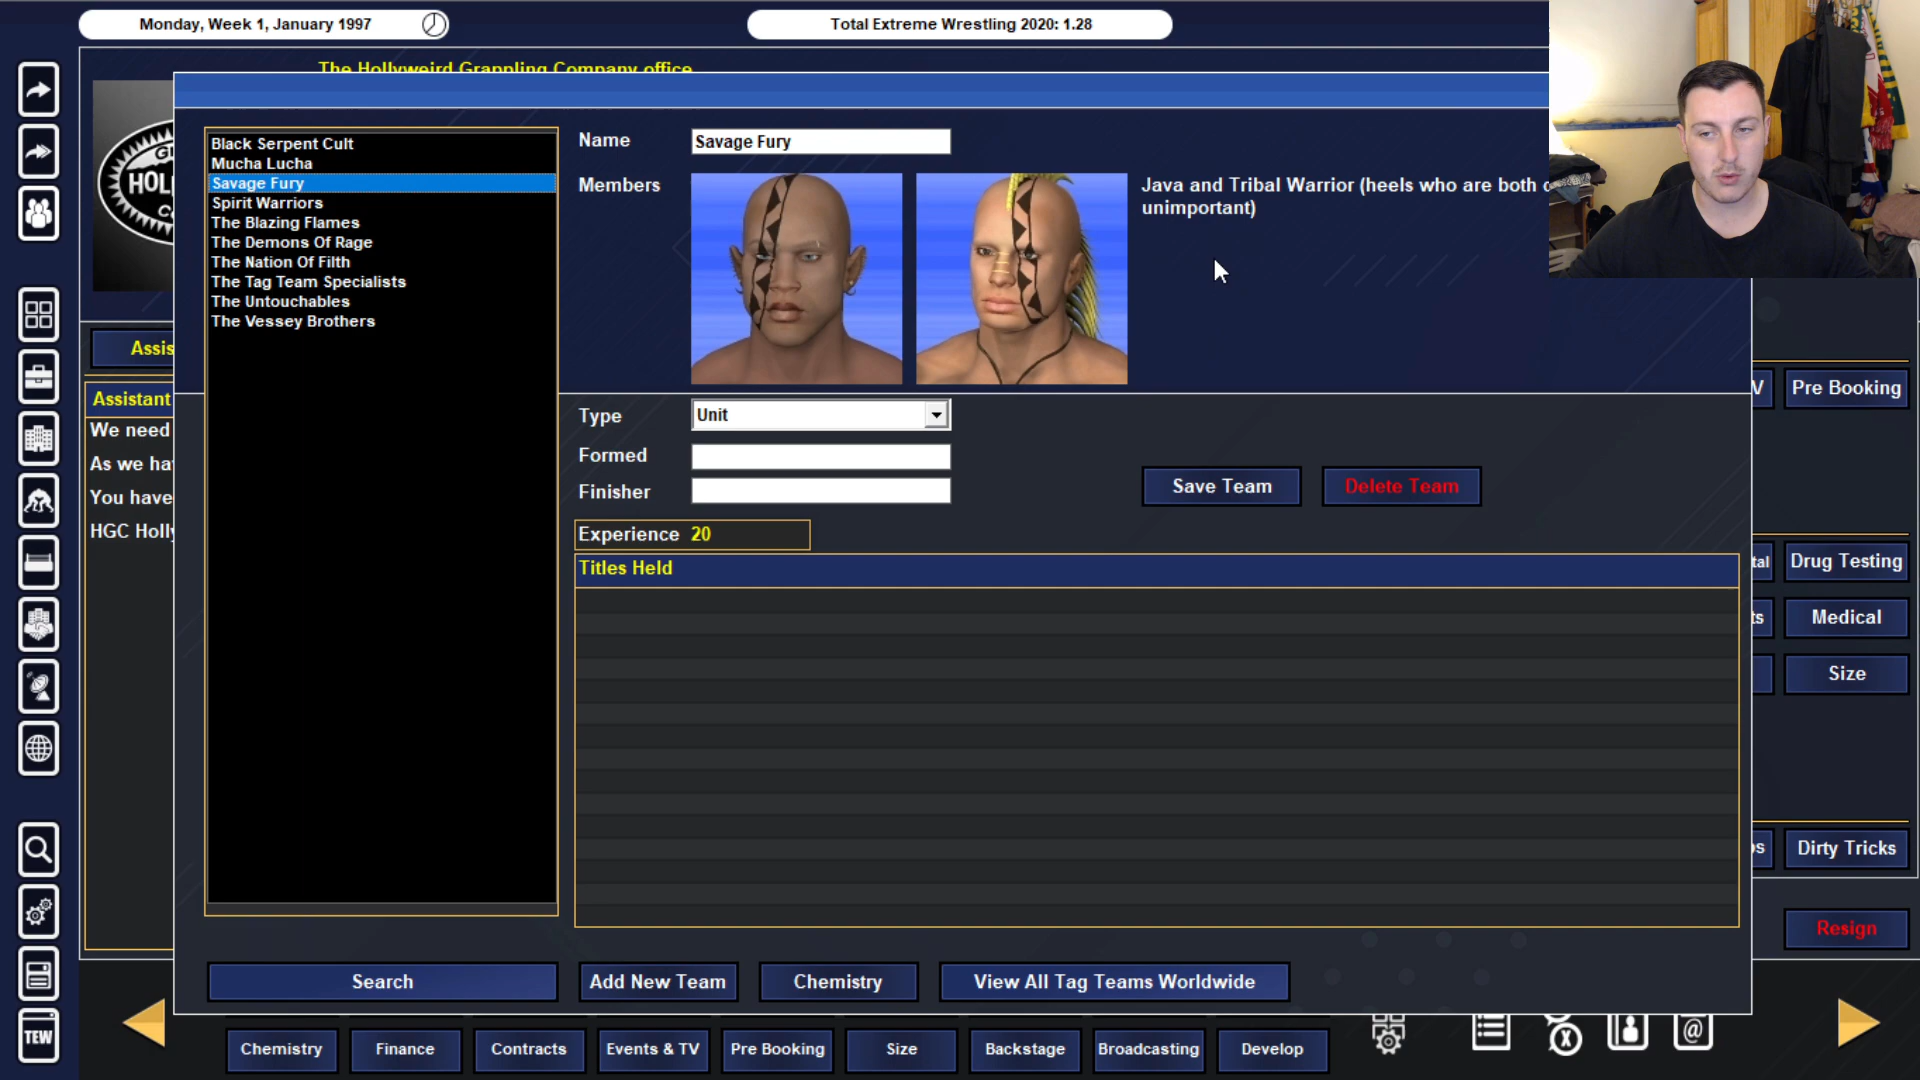 Monday, Week 1, January 1997
Total Extreme Wrestling 2020: 1.28
The Hollyweird Grappling Company office
Black Serpent Cult
Mucha Lucha
Savage Fury
Spirit Warriors
The Blazing Flames
The Demons Of Rage
The Nation Of Filth
The Tag Team Specialists
The Untouchables
The Vessey Brothers
Name
Savage Fury
Members
Java and Tribal Warrior (heels who are both
unimportant)
Type
Unit
Formed
Finisher
Save Team
Delete Team
Experience 20
Titles Held
Search
Add New Team
Chemistry
View All Tag Teams Worldwide
Assistant
We need
As we
You have
HGC
Pre Booking
Drug Testing
Medical
Size
Dirty Tricks
Resign
TEW
Chemistry
Finance
Contracts
Events & TV
Pre Booking
Size
Backstage
Broadcasting
Develop